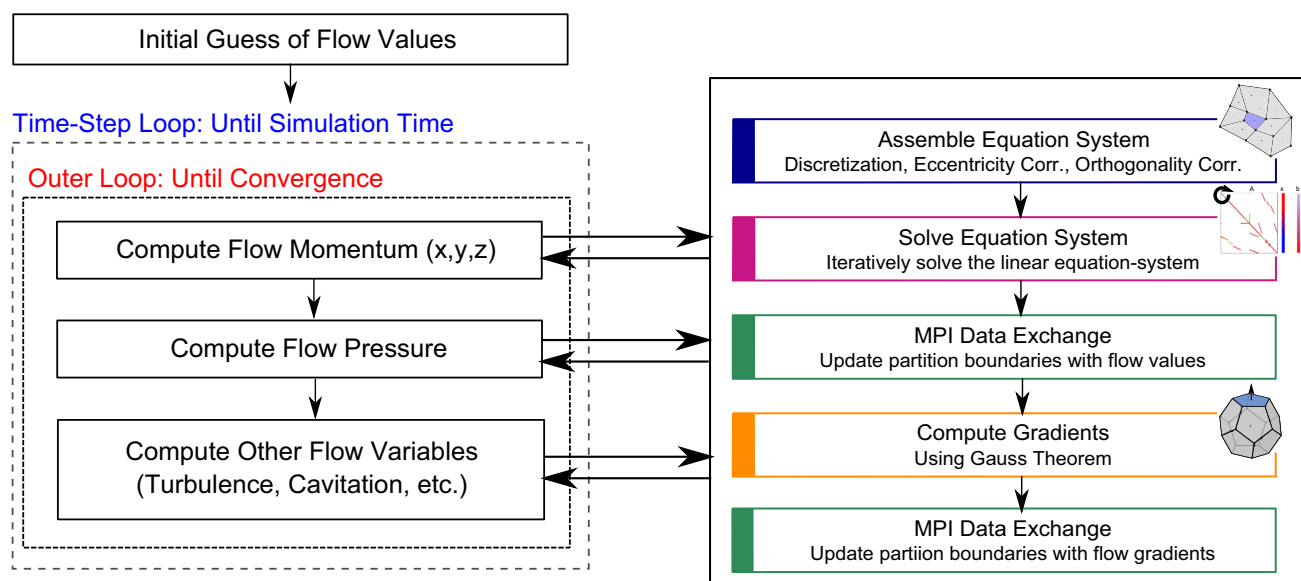 Initial Guess of Flow Values
Time-Step Loop: Until Simulation Time
Outer Loop: Until Convergence
Compute Flow Momentum (x,y,z)
Compute Flow Pressure
Compute Other Flow Variables
(Turbulence, Cavitation, etc.)
Assemble Equation System
Discretization, Eccentricity Corr., Orthogonality Corr.
A x b
Solve Equation System
Iteratively solve the linear equation-system
MPI Data Exchange
Update partition boundaries with flow values
Compute Gradients
Using Gauss Theorem
MPI Data Exchange
Update partiion boundaries with flow gradients